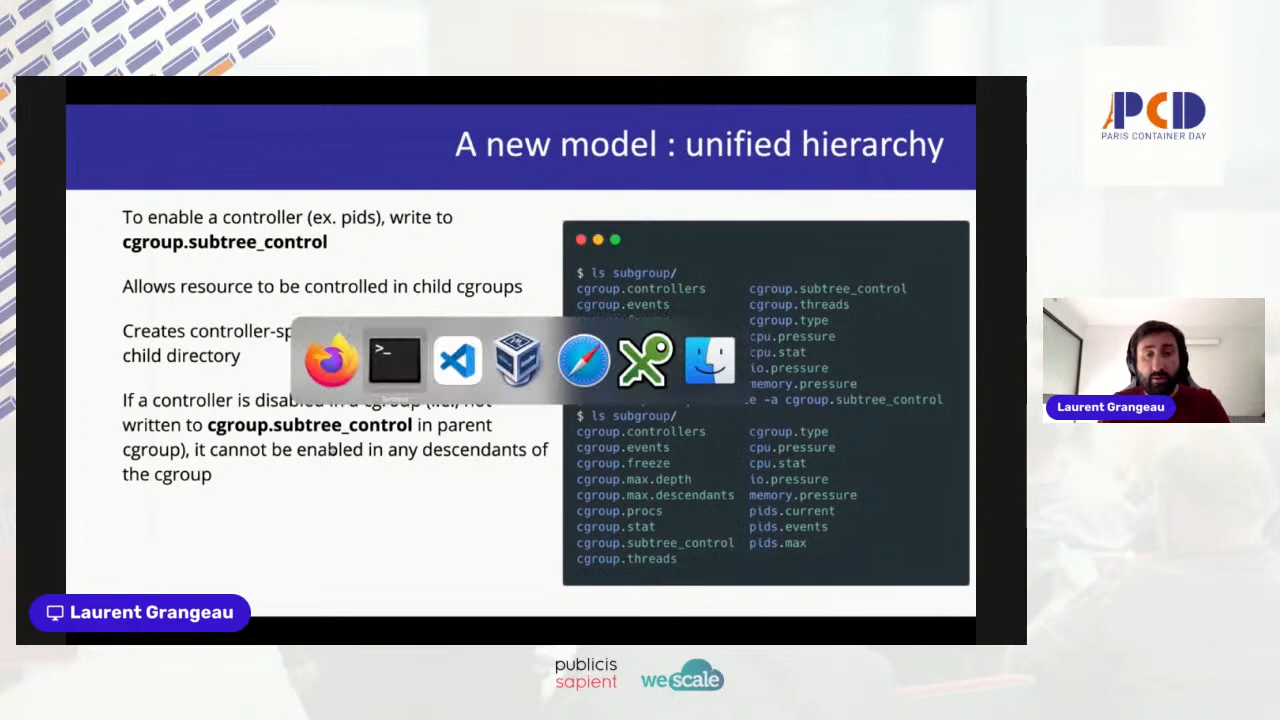 A new model : unified hierarchy
To enable a controller (ex. pids), write to
cgroup.subtree_control
Allows resource to be controlled in child cgroups
Creates controller-sp
child directory
If a controller is
written to cgroup.subtree_control in parent
cgroup), it cannot be enabled in any descendants of
the cgroup
$ ls subgroup/
cgroup.controllers cgroup.subtree_control
cgroup.events cgroup.threads
cgroup.type
cpu.pressure
cpu.stat
io.pressure
memory.pressure
-a cgroup.subtree_control
$ ls subgroup/
cgroup.controllers cgroup.type
cgroup.events cpu.pressure
cgroup.freeze cpu.stat
cgroup.max.depth io.pressure
cgroup.max.descendants memory.pressure
cgroup.procs pids.current
cgroup.stat pids.events
cgroup.subtree_control pids.max
cgroup.threads
Laurent Grangeau
PCD
PARIS CONTAINER DAY
Laurent Grangeau
publicis
sapient
wescale